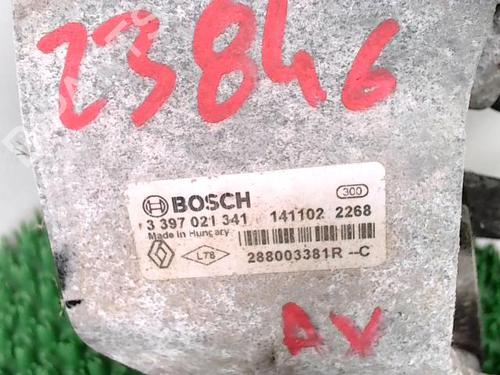 23846
BOSCH
300
3 397 021 341 141102 2268
Made in Hungary
L78
288003381R --C
AV